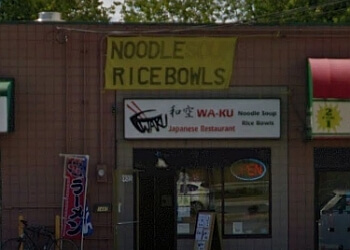 NOODLE SOUP
RICE BOWLS
WAKU
和空 WA-KU
Japanese Restaurant
Noodle Soup
Rice Bowls
OPEN
ラーメン